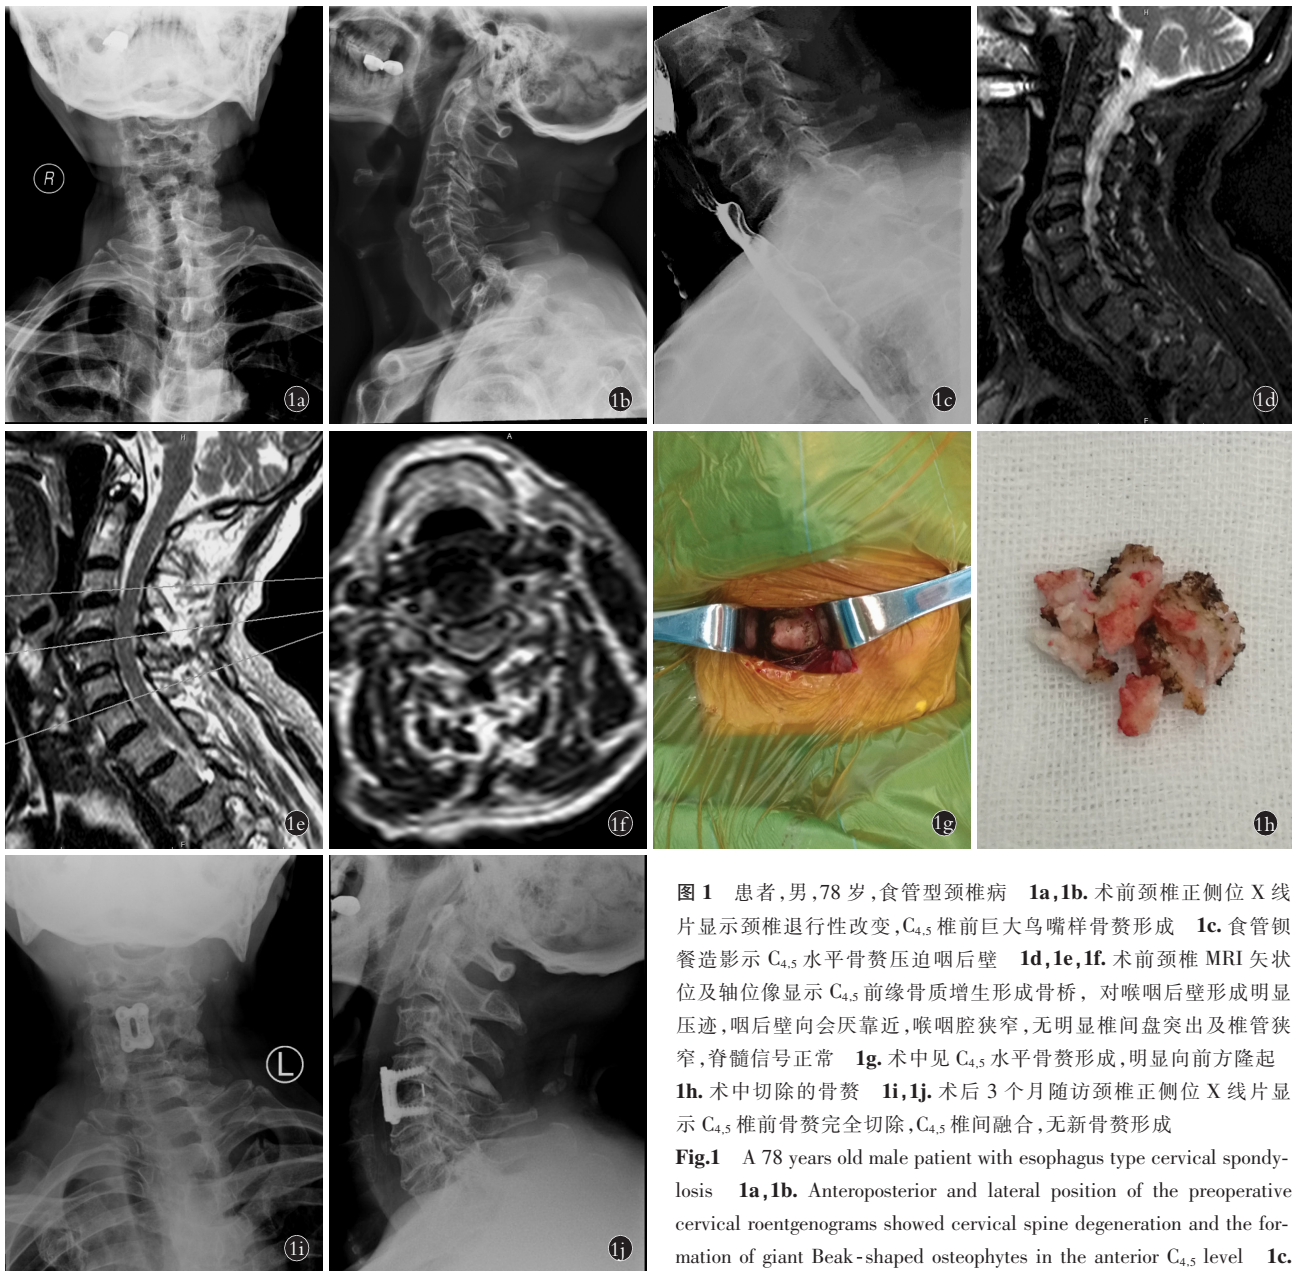 R
1a
1b
1c
H
F
1d
H
F
1e
A
1f
1g
1h
L
1i
1j
图 1 患者,男,78 岁,食管型颈椎病 1a,1b. 术前颈椎正侧位 X 线
片显示颈椎退行性改变,C4,5 椎前巨大鸟嘴样骨赘形成 1c. 食管钡
餐造影示 C4,5 水平骨赘压迫咽后壁 1d,1e,1f. 术前颈椎 MRI 矢状
位及轴位像显示 C4,5 前缘骨质增生形成骨桥, 对喉咽后壁形成明显
压迹,咽后壁向会厌靠近,喉咽腔狭窄,无明显椎间盘突出及椎管狭
窄,脊髓信号正常 1g. 术中见 C4,5 水平骨赘形成,明显向前方隆起
1h. 术中切除的骨赘 1i,1j. 术后 3 个月随访颈椎正侧位 X 线片显
示 C4,5 椎前骨赘完全切除,C4,5 椎间融合,无新骨赘形成
Fig.1 A 78 years old male patient with esophagus type cervical spondy-
losis 1a,1b. Anteroposterior and lateral position of the preoperative
cervical roentgenograms showed cervical spine degeneration and the for-
mation of giant Beak-shaped osteophytes in the anterior C4,5 level 1c.